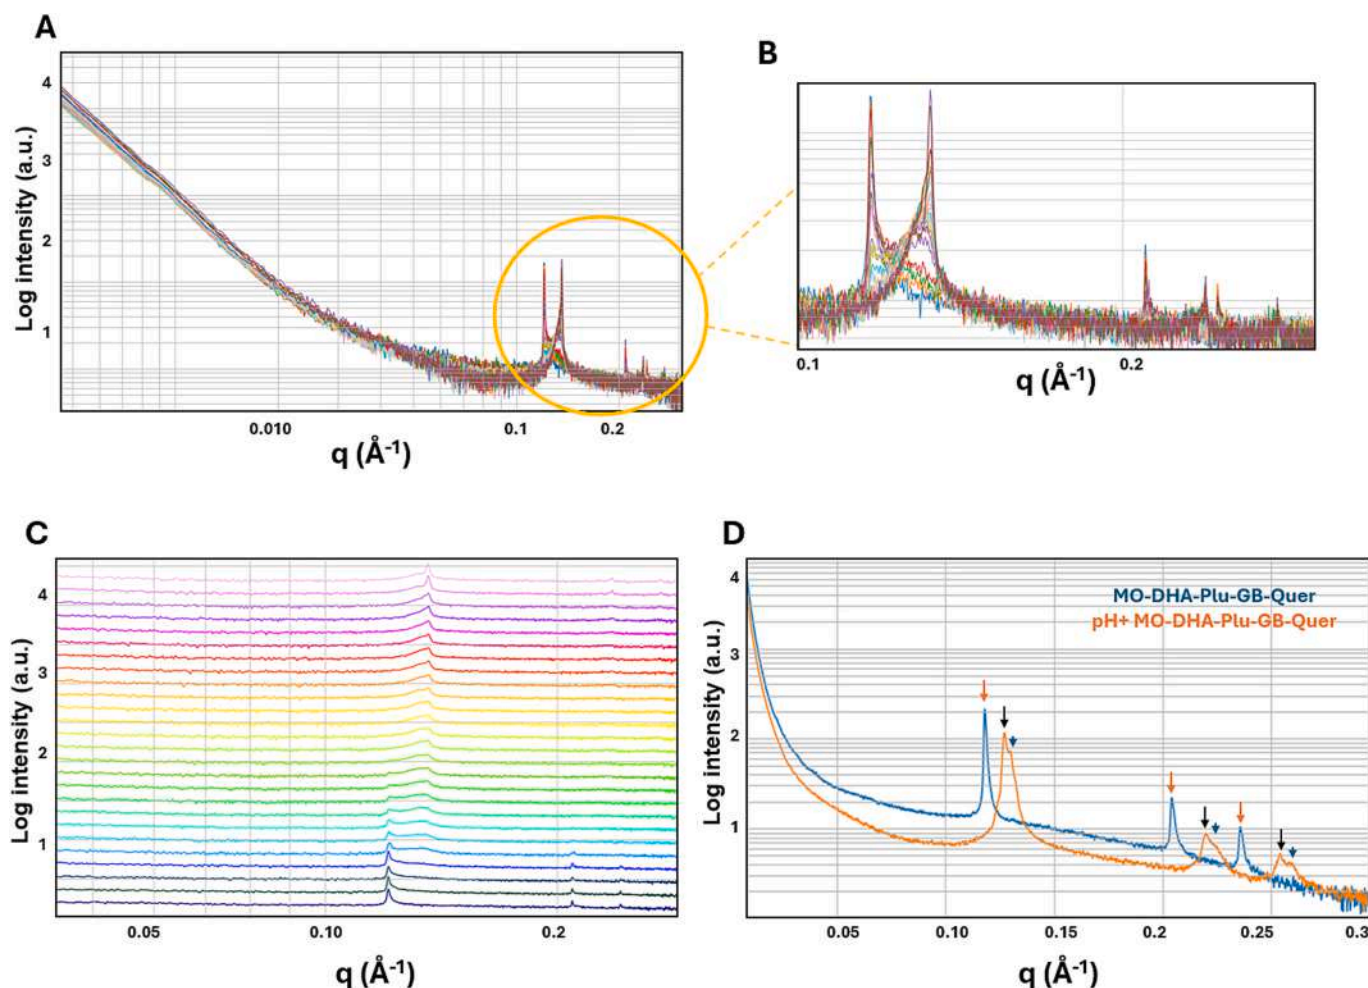 A
4
3
2
1
Log intensity (a.u.)
0.010
0.1
0.2
q (Å⁻¹)
B
0.1
0.2
q (Å⁻¹)
C
4
3
2
1
Log intensity (a.u.)
0.05
0.10
0.2
q (Å⁻¹)
D
4
3
2
1
Log intensity (a.u.)
MO-DHA-Plu-GB-Quer
pH+ MO-DHA-Plu-GB-Quer
0.05
0.1
0.15
0.2
0.25
0.3
q (Å⁻¹)